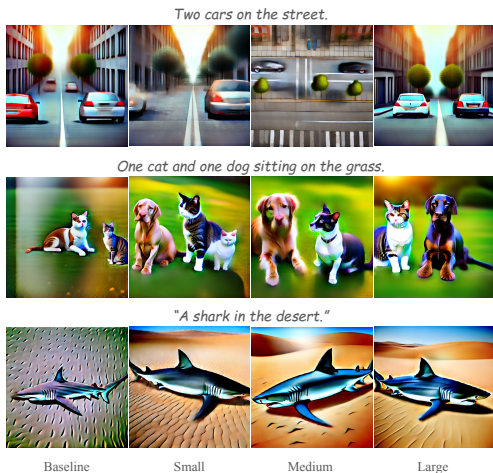 Two cars on the street.
One cat and one dog sitting on the grass.
“A shark in the desert.”
Baseline Small Medium Large